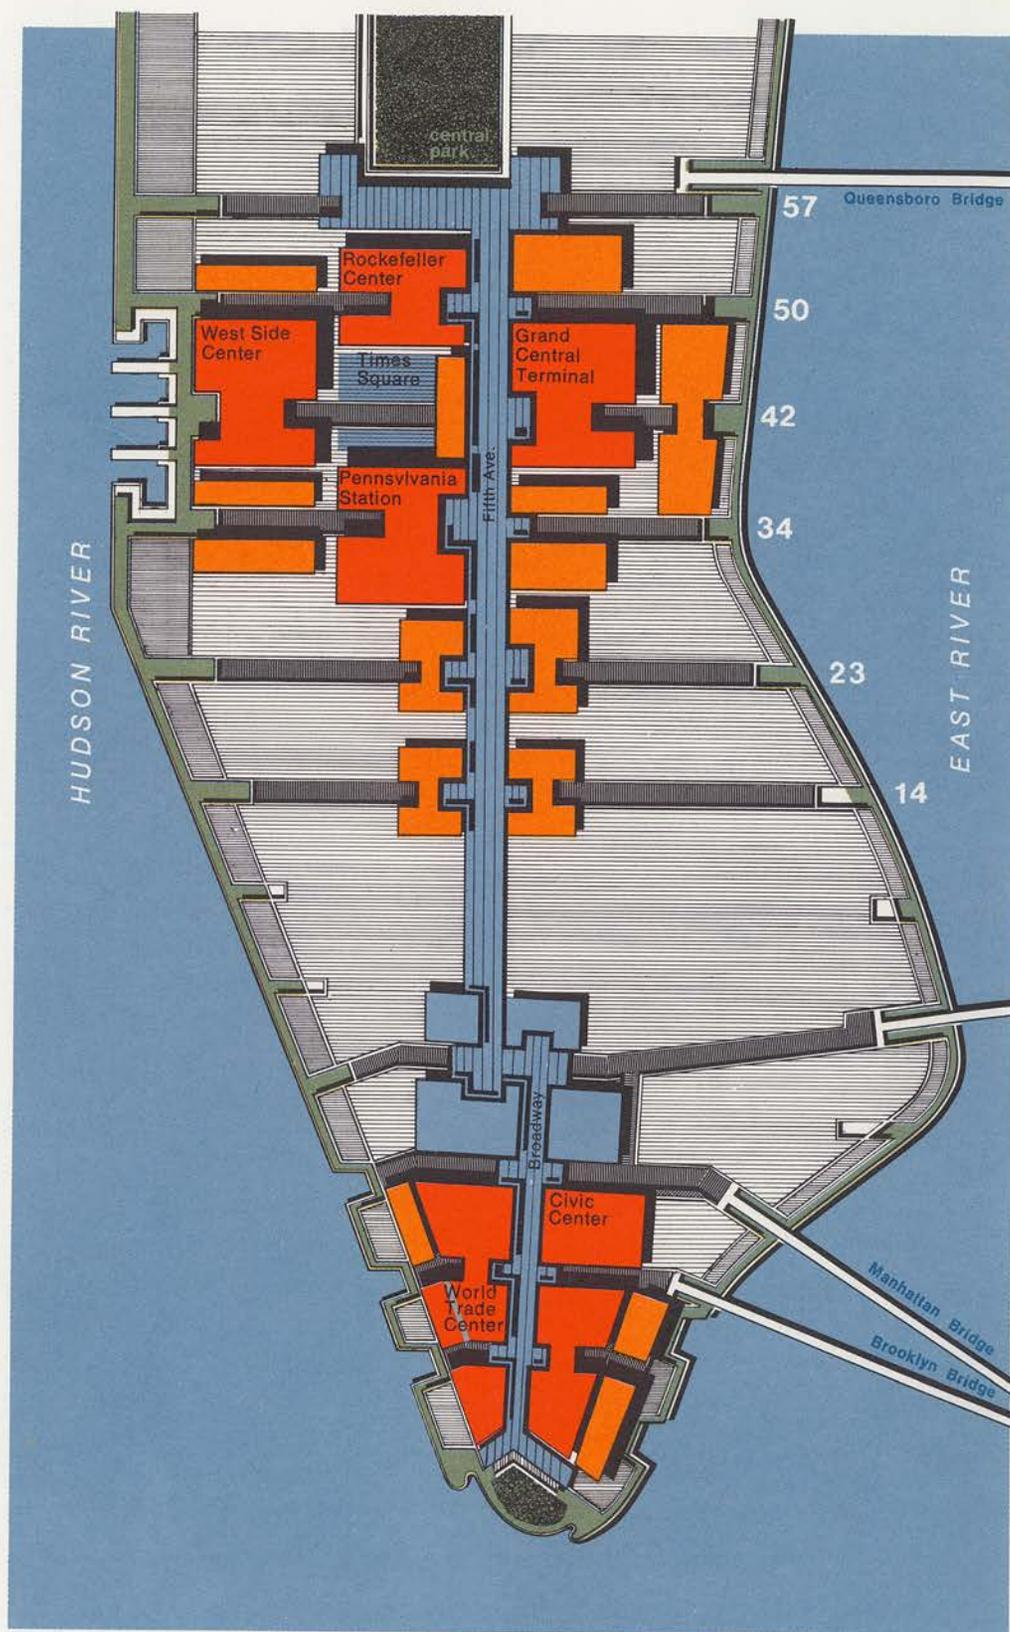 central
park
57
Queensboro Bridge
Rockefeller
Center
50
West Side
Center
Times
Square
Grand
Central
Terminal
42
Pennsylvania
Station
Fifth Ave.
34
HUDSON RIVER
EAST RIVER
23
14
Broadway
Civic
Center
World
Trade
Center
Manhattan Bridge
Brooklyn Bridge